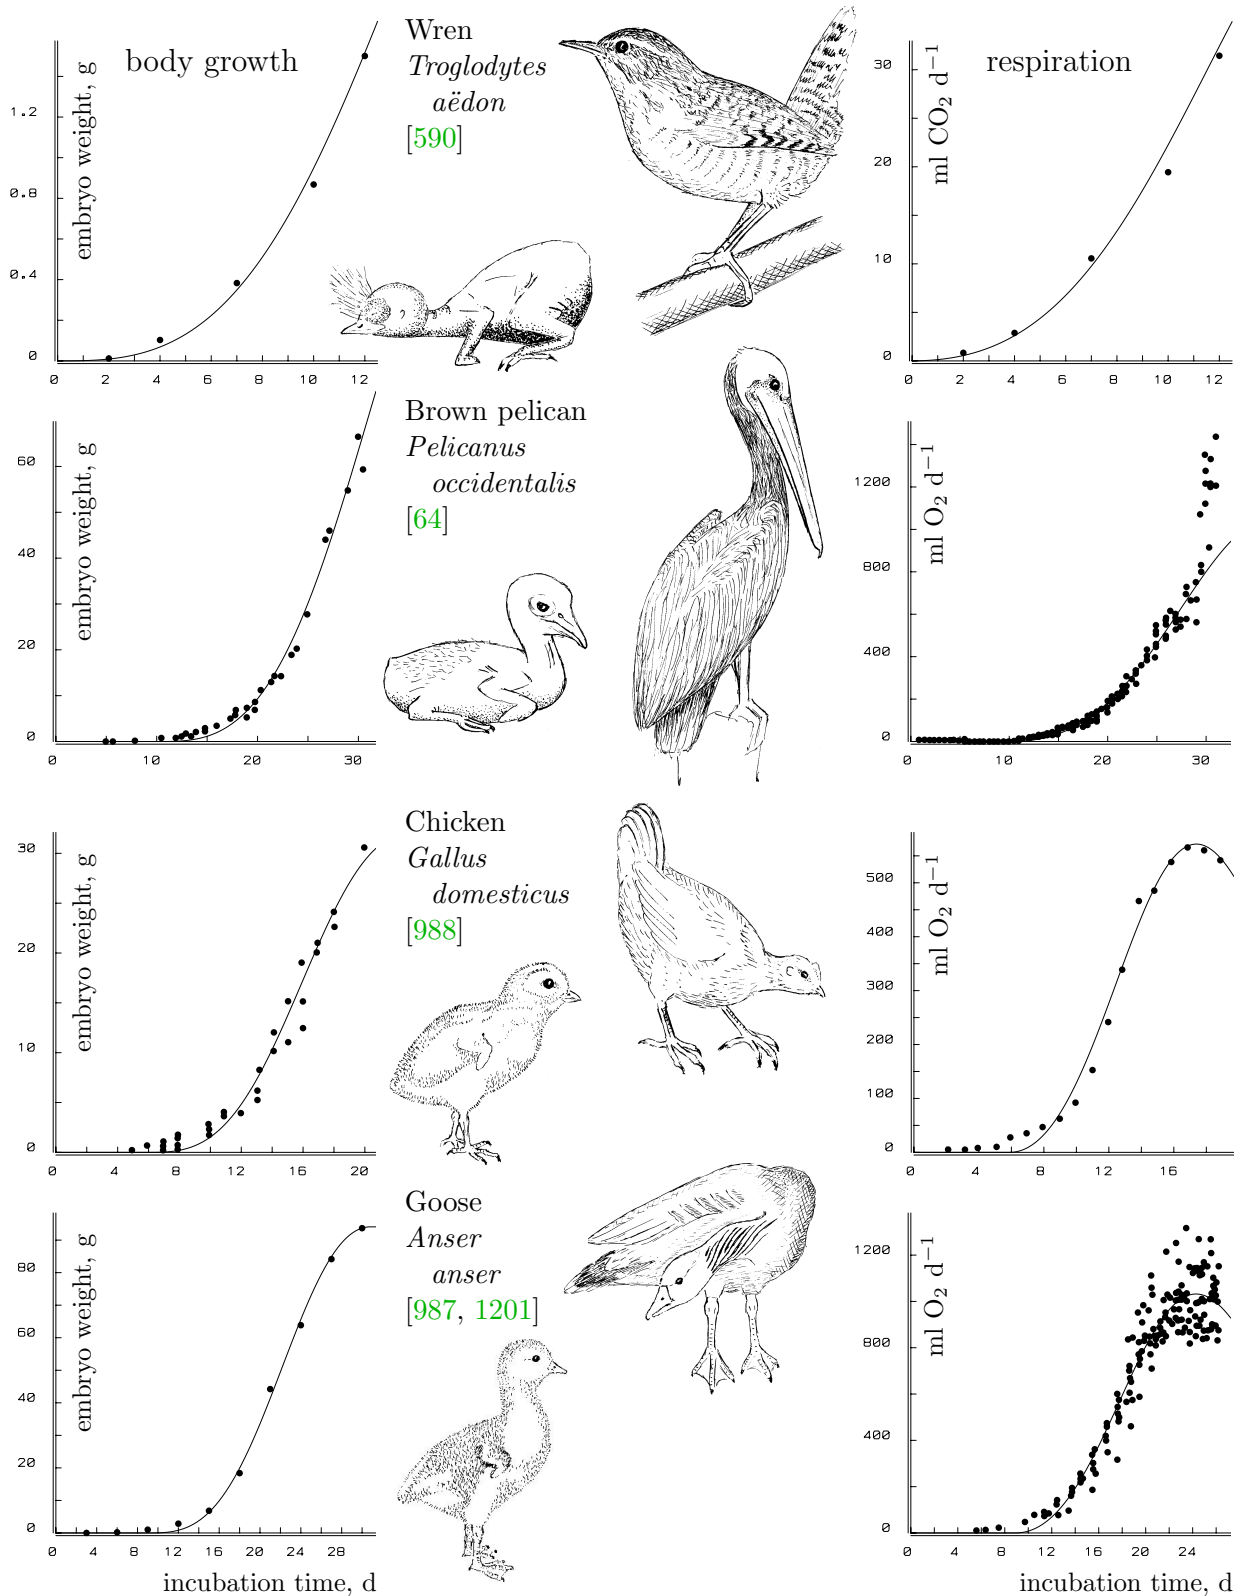 body growth
Wren
Troglodytes
aëdon
[590]
respiration
embryo weight, g
1.2
0.8
0.4
0
0 2 4 6 8 10 12
ml CO2 d−1
30
20
10
0
0 2 4 6 8 10 12
Brown pelican
Pelicanus
occidentalis
[64]
embryo weight, g
60
40
20
0
0 10 20 30
ml O2 d−1
1200
800
400
0
0 10 20 30
Chicken
Gallus
domesticus
[988]
embryo weight, g
30
20
10
0
0 4 8 12 16 20
ml O2 d−1
500
400
300
200
100
0
0 4 8 12 16
Goose
Anser
anser
[987, 1201]
embryo weight, g
80
60
40
20
0
0 4 8 12 16 20 24 28
incubation time, d
ml O2 d−1
1200
800
400
0
0 4 8 12 16 20 24
incubation time, d